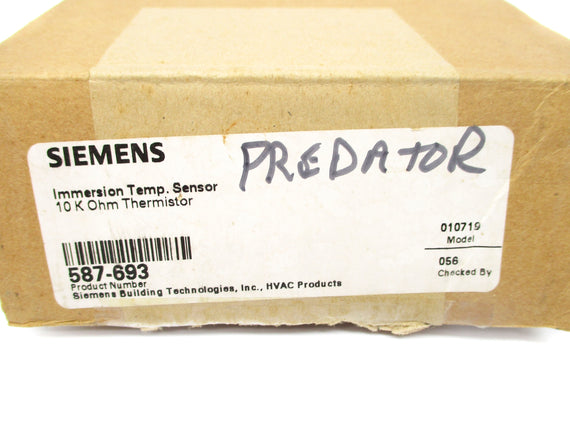 SIEMENS
PREDATOR
Immersion Temp. Sensor
10 K Ohm Thermistor
010719
Model
587-693
Product Number
056
Checked By
Siemens Building Technologies, Inc., HVAC Products